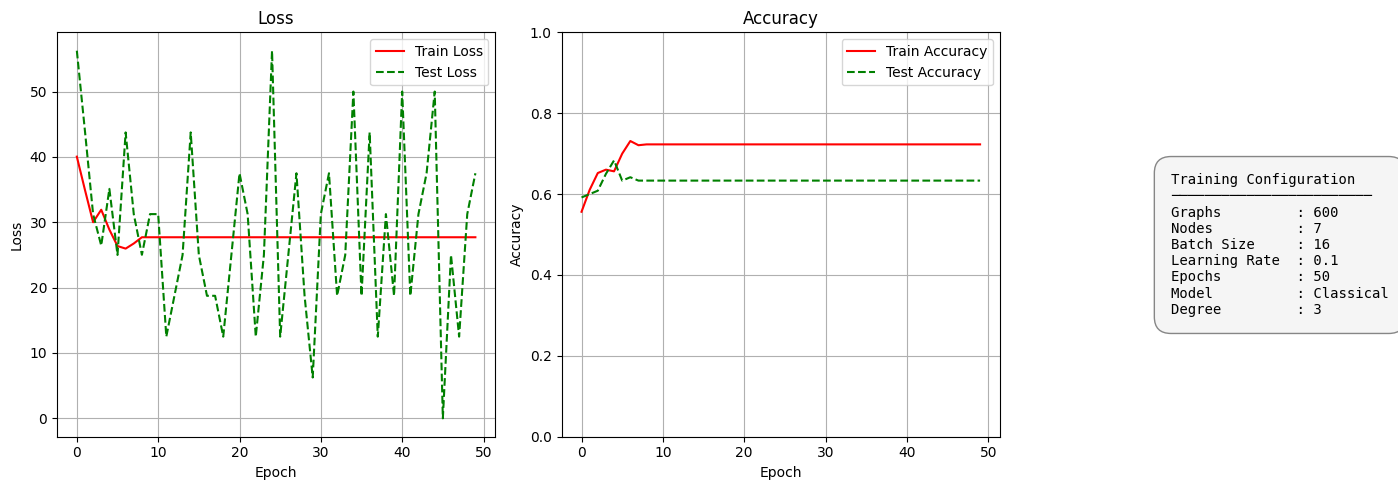 Loss
Train Loss
Test Loss
50
40
30
20
10
0
Loss
0 10 20 30 40 50
Epoch
Accuracy
Train Accuracy
Test Accuracy
1.0
0.8
0.6
0.4
0.2
0.0
Accuracy
0 10 20 30 40 50
Epoch
Training Configuration
Graphs : 600
Nodes : 7
Batch Size : 16
Learning Rate : 0.1
Epochs : 50
Model : Classical
Degree : 3